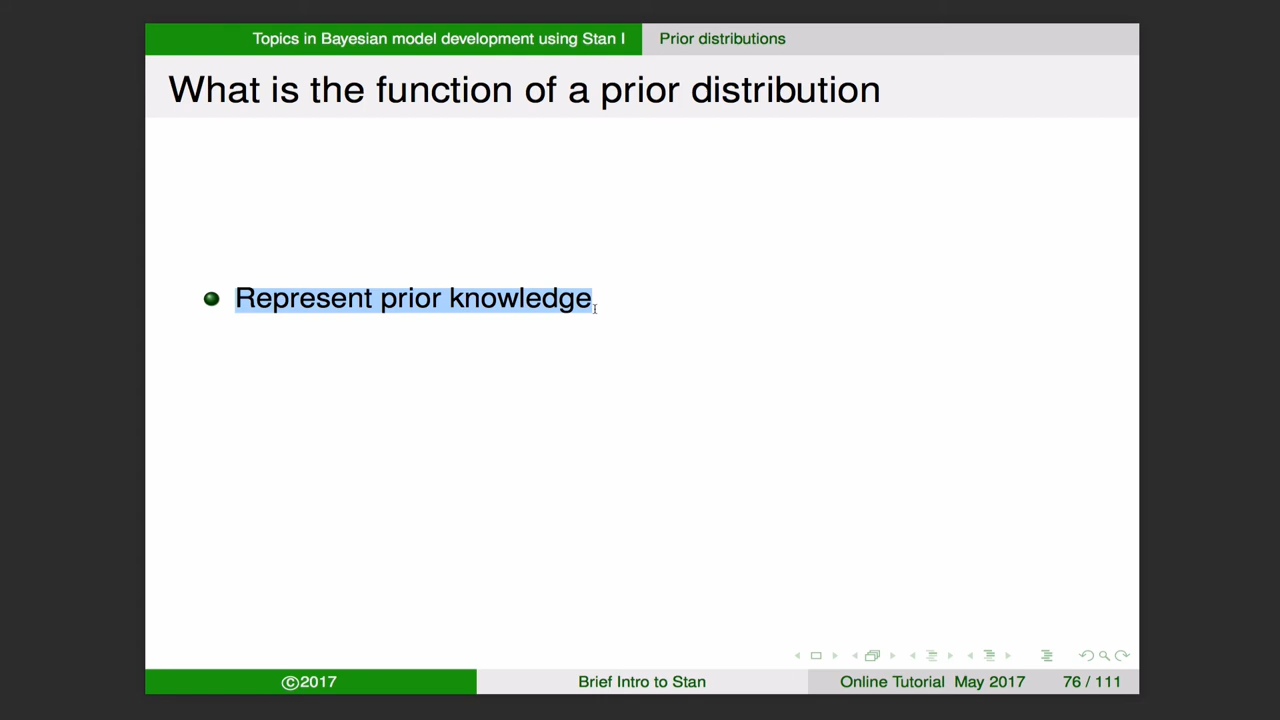 Topics in Bayesian model development using Stan I
Prior distributions
What is the function of a prior distribution
Represent prior knowledge
©2017
Brief Intro to Stan
Online Tutorial May 2017
76 / 111